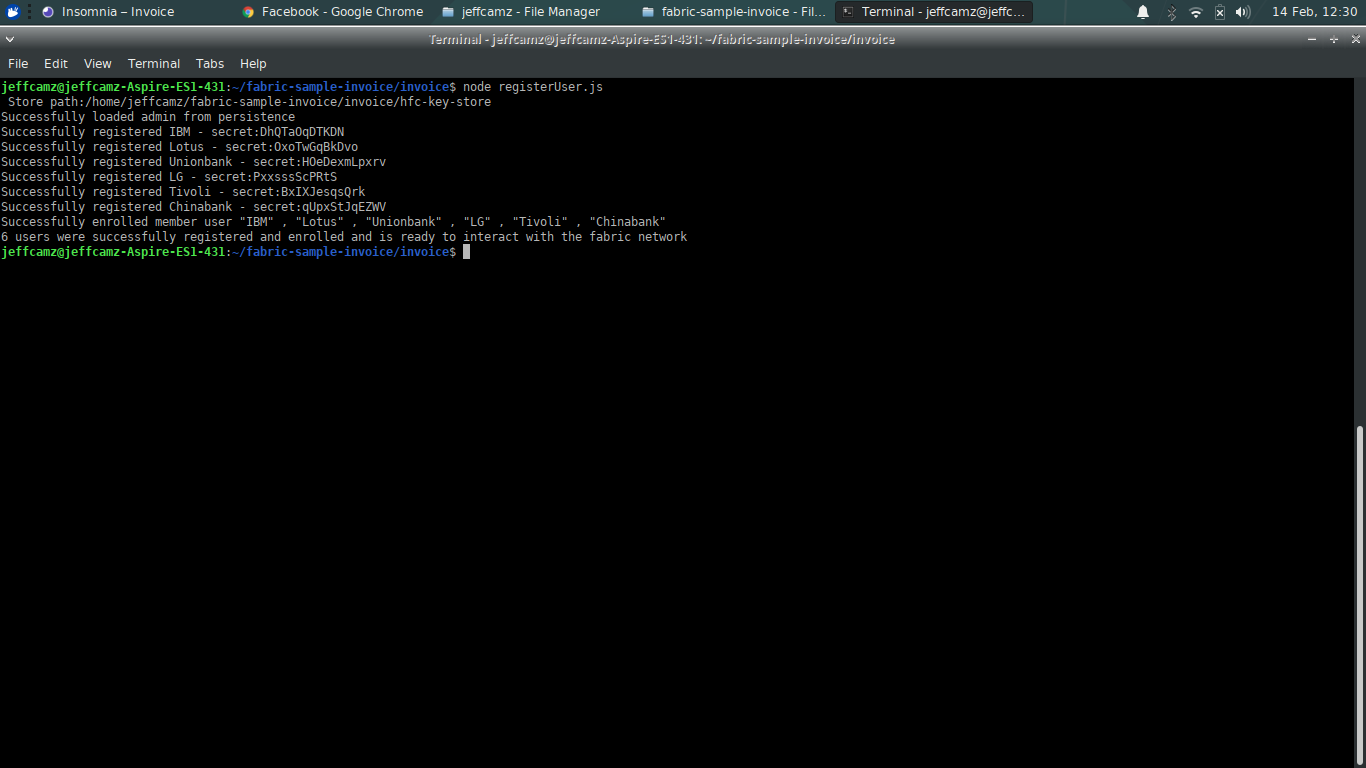 Insomnia – Invoice
Facebook - Google Chrome
jeffcamz - File Manager
fabric-sample-invoice - Fil...
Terminal - jeffcamz@jeffc...
14 Feb, 12:30
Terminal - jeffcamz@jeffcamz-Aspire-ES1-431: ~/fabric-sample-invoice/invoice
File Edit View Terminal Tabs Help
jeffcamz@jeffcamz-Aspire-ES1-431:~/fabric-sample-invoice/invoice$ node registerUser.js
Store path:/home/jeffcamz/fabric-sample-invoice/invoice/hfc-key-store
Successfully loaded admin from persistence
Successfully registered IBM - secret:DhQTaOqDTKDN
Successfully registered Lotus - secret:OxoTwGqBkDvo
Successfully registered Unionbank - secret:HOeDexmLpxrv
Successfully registered LG - secret:PxxsssScPRtS
Successfully registered Tivoli - secret:BxIXJesqsQrk
Successfully registered Chinabank - secret:qUpxStJqEZWV
Successfully enrolled member user "IBM" , "Lotus" , "Unionbank" , "LG" , "Tivoli" , "Chinabank"
6 users were successfully registered and enrolled and is ready to interact with the fabric network
jeffcamz@jeffcamz-Aspire-ES1-431:~/fabric-sample-invoice/invoice$